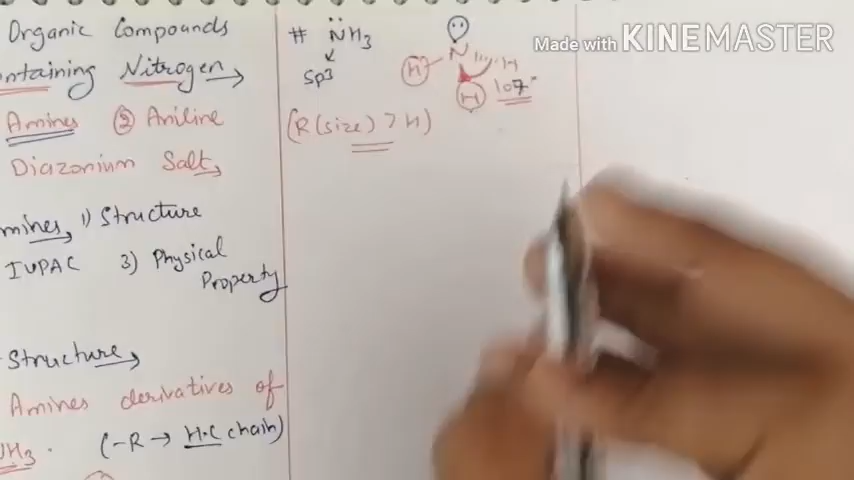 Organic Compounds
ntaining Nitrogen
Amines ② Aniline
Diazonium Salt
mines, 1) Structure
IUPAC 3) Physical
Property
Structure
Amines derivatives of
H3. (-R → H.C chain)
# N̈H3
sp3
N
H H
H 107°
(R (size) > H)
Made with KINEMASTER